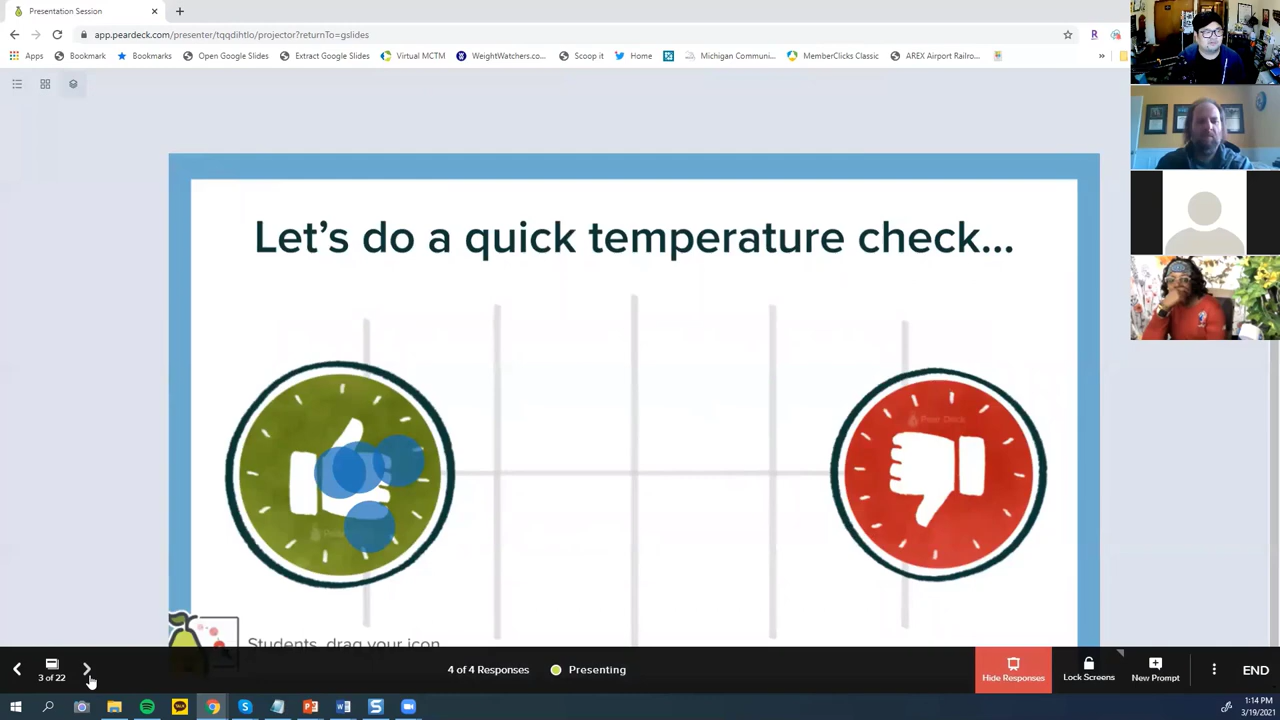 Presentation Session
app.peardeck.com/presenter/tqqdihtlo/projector?returnTo=gslides
R
Apps Bookmark Bookmarks Open Google Slides Extract Google Slides Virtual MCTM WeightWatchers.co... Scoop it Home Michigan Communi... MemberClicks Classic AREX Airport Railro... »
Let's do a quick temperature check...
Pear Deck
Students, drag your icon
3 of 22
4 of 4 Responses
Presenting
Hide Responses
Lock Screens
New Prompt
END
1:14 PM
3/19/2021